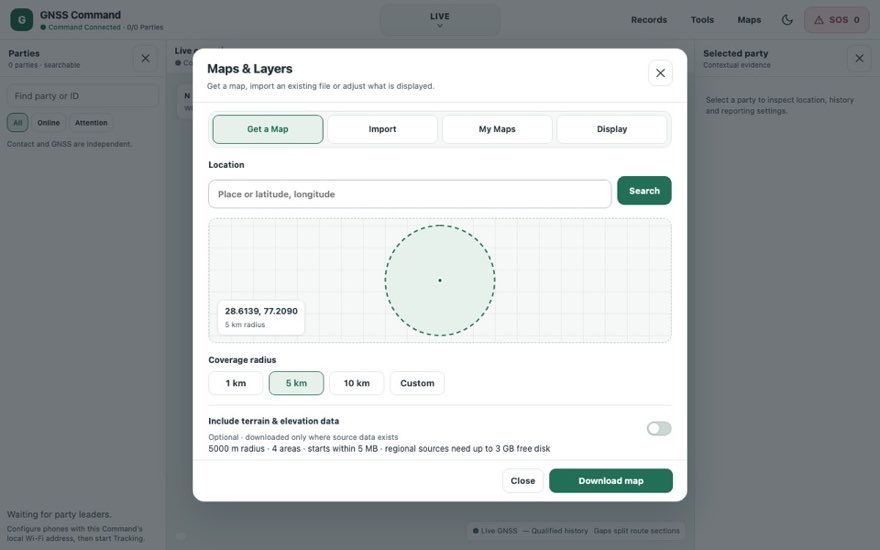 G
GNSS Command
Command Connected · 0/0 Parties
LIVE
Records
Tools
Maps
SOS 0
Parties
0 parties · searchable
Find party or ID
All
Online
Attention
Contact and GNSS are independent.
Waiting for party leaders.
Configure phones with this Command's
local Wi-Fi address, then start Tracking.
Maps & Layers
Get a map, import an existing file or adjust what is displayed.
Get a Map
Import
My Maps
Display
Location
Place or latitude, longitude
Search
28.6139, 77.2090
5 km radius
Coverage radius
1 km
5 km
10 km
Custom
Include terrain & elevation data
Optional · downloaded only where source data exists
5000 m radius · 4 areas · starts within 5 MB · regional sources need up to 3 GB free disk
Close
Download map
Selected party
Contextual evidence
Select a party to inspect location, history
and reporting settings.
Live GNSS — Qualified history Gaps split route sections